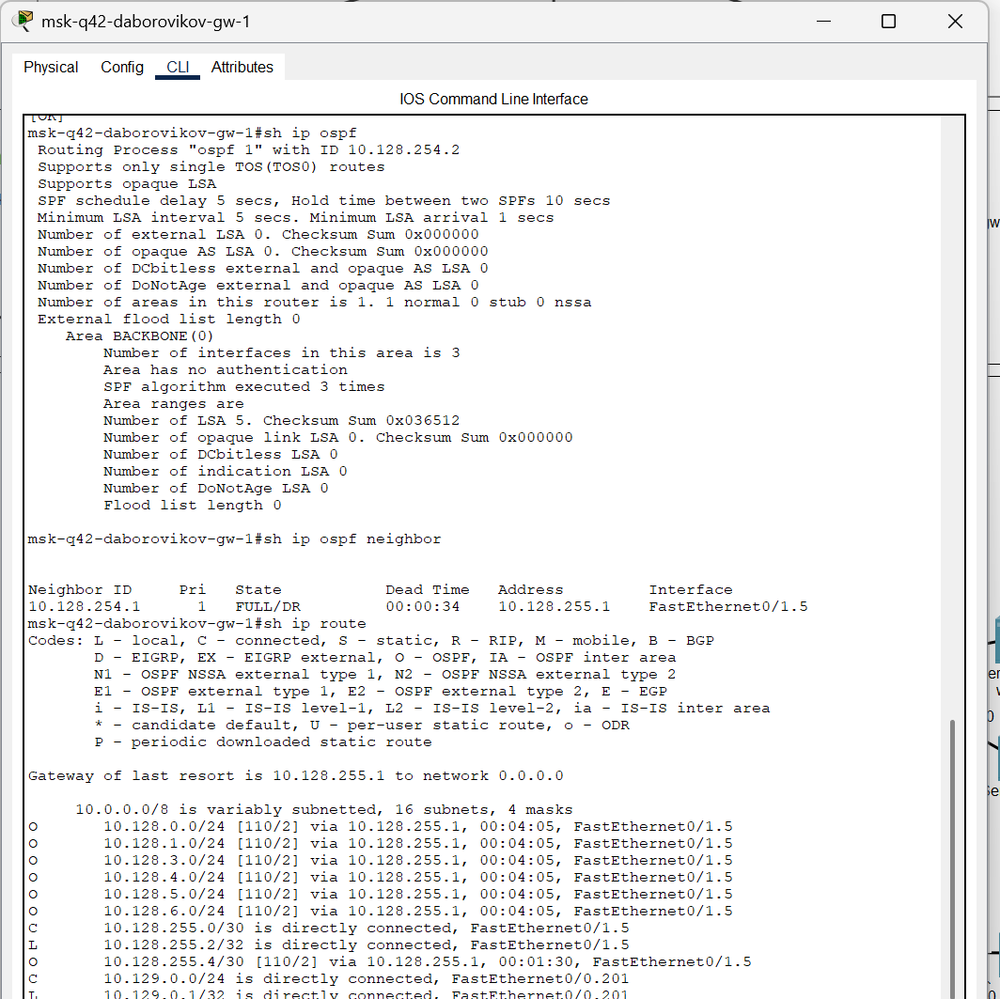 msk-q42-daborovikov-gw-1
Physical Config CLI Attributes
IOS Command Line Interface
[OK]
msk-q42-daborovikov-gw-1#sh ip ospf
Routing Process "ospf 1" with ID 10.128.254.2
Supports only single TOS(TOS0) routes
Supports opaque LSA
SPF schedule delay 5 secs, Hold time between two SPFs 10 secs
Minimum LSA interval 5 secs. Minimum LSA arrival 1 secs
Number of external LSA 0. Checksum Sum 0x000000
Number of opaque AS LSA 0. Checksum Sum 0x000000
Number of DCbitless external and opaque AS LSA 0
Number of DoNotAge external and opaque AS LSA 0
Number of areas in this router is 1. 1 normal 0 stub 0 nssa
External flood list length 0
Area BACKBONE(0)
Number of interfaces in this area is 3
Area has no authentication
SPF algorithm executed 3 times
Area ranges are
Number of LSA 5. Checksum Sum 0x036512
Number of opaque link LSA 0. Checksum Sum 0x000000
Number of DCbitless LSA 0
Number of indication LSA 0
Number of DoNotAge LSA 0
Flood list length 0
msk-q42-daborovikov-gw-1#sh ip ospf neighbor
Neighbor ID Pri State Dead Time Address Interface
10.128.254.1 1 FULL/DR 00:00:34 10.128.255.1 FastEthernet0/1.5
msk-q42-daborovikov-gw-1#sh ip route
Codes: L - local, C - connected, S - static, R - RIP, M - mobile, B - BGP
D - EIGRP, EX - EIGRP external, O - OSPF, IA - OSPF inter area
N1 - OSPF NSSA external type 1, N2 - OSPF NSSA external type 2
E1 - OSPF external type 1, E2 - OSPF external type 2, E - EGP
i - IS-IS, L1 - IS-IS level-1, L2 - IS-IS level-2, ia - IS-IS inter area
* - candidate default, U - per-user static route, o - ODR
P - periodic downloaded static route
Gateway of last resort is 10.128.255.1 to network 0.0.0.0
10.0.0.0/8 is variably subnetted, 16 subnets, 4 masks
O 10.128.0.0/24 [110/2] via 10.128.255.1, 00:04:05, FastEthernet0/1.5
O 10.128.1.0/24 [110/2] via 10.128.255.1, 00:04:05, FastEthernet0/1.5
O 10.128.3.0/24 [110/2] via 10.128.255.1, 00:04:05, FastEthernet0/1.5
O 10.128.4.0/24 [110/2] via 10.128.255.1, 00:04:05, FastEthernet0/1.5
O 10.128.5.0/24 [110/2] via 10.128.255.1, 00:04:05, FastEthernet0/1.5
O 10.128.6.0/24 [110/2] via 10.128.255.1, 00:04:05, FastEthernet0/1.5
C 10.128.255.0/30 is directly connected, FastEthernet0/1.5
L 10.128.255.2/32 is directly connected, FastEthernet0/1.5
O 10.128.255.4/30 [110/2] via 10.128.255.1, 00:01:30, FastEthernet0/1.5
C 10.129.0.0/24 is directly connected, FastEthernet0/0.201
L 10.129.0.1/32 is directly connected, FastEthernet0/0.201